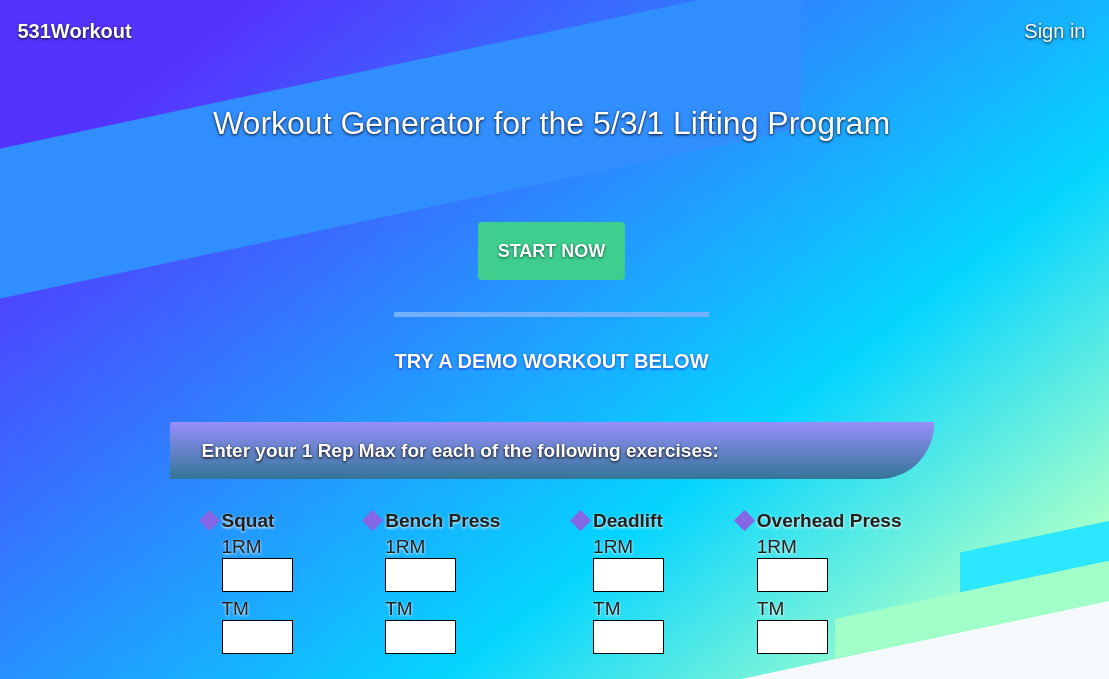 531Workout
Sign in
Workout Generator for the 5/3/1 Lifting Program
START NOW
TRY A DEMO WORKOUT BELOW
Enter your 1 Rep Max for each of the following exercises:
Squat
1RM
TM
Bench Press
1RM
TM
Deadlift
1RM
TM
Overhead Press
1RM
TM